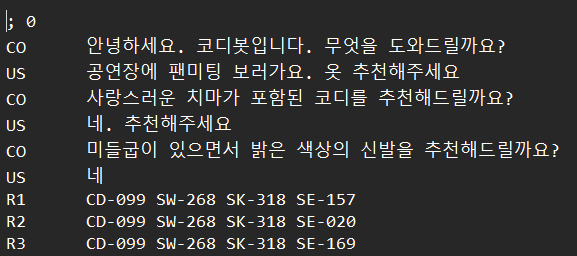 ; 0
CO 안녕하세요. 코디봇입니다. 무엇을 도와드릴까요?
US 공연장에 팬미팅 보러가요. 옷 추천해주세요
CO 사랑스러운 치마가 포함된 코디를 추천해드릴까요?
US 네. 추천해주세요
CO 미들굽이 있으면서 밝은 색상의 신발을 추천해드릴까요?
US 네
R1 CD-099 SW-268 SK-318 SE-157
R2 CD-099 SW-268 SK-318 SE-020
R3 CD-099 SW-268 SK-318 SE-169